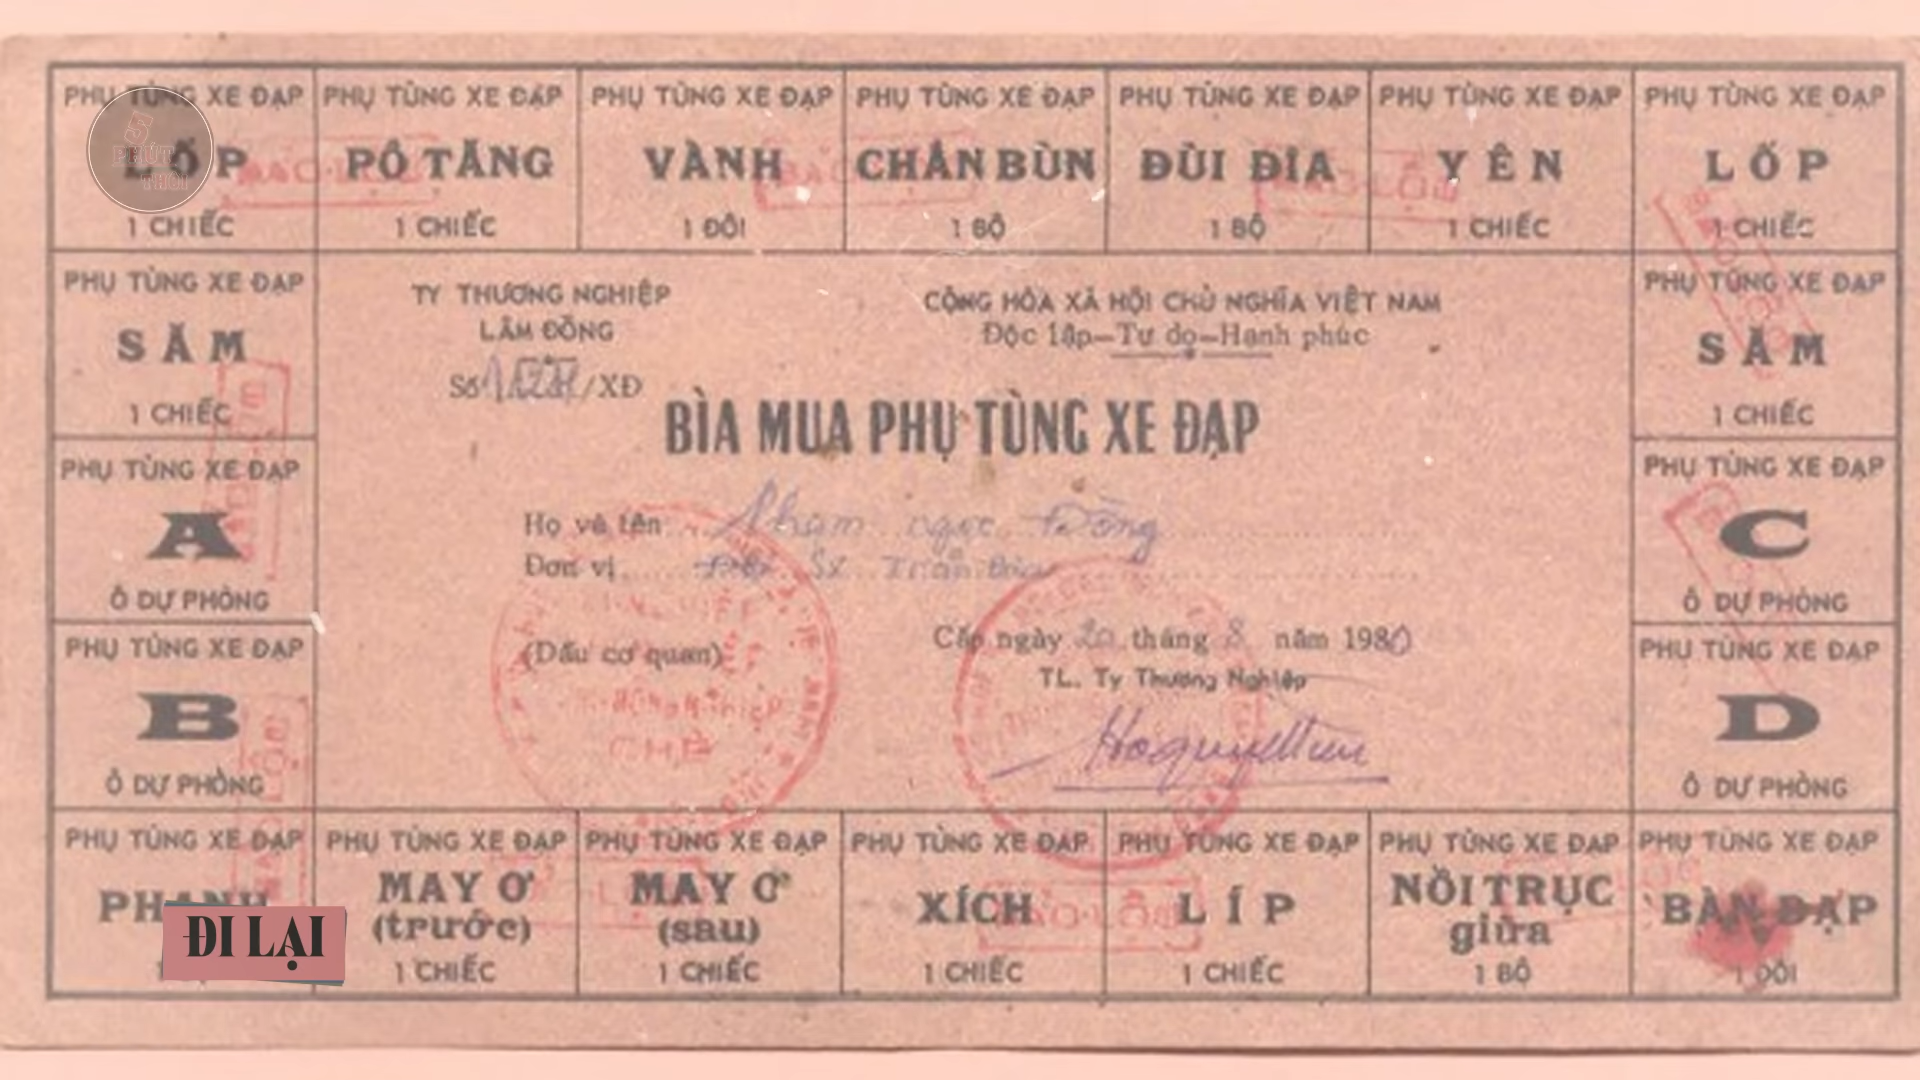 PHỤ TÙNG XE ĐẠP
LỐP
1 CHIẾC
PHỤ TÙNG XE ĐẠP
PÔ TĂNG
1 CHIẾC
PHỤ TÙNG XE ĐẠP
VÀNH
1 ĐÔI
PHỤ TÙNG XE ĐẠP
CHẮN BÙN
1 BỘ
PHỤ TÙNG XE ĐẠP
ĐÙI ĐĨA
1 BỘ
PHỤ TÙNG XE ĐẠP
YÊN
1 CHIẾC
PHỤ TÙNG XE ĐẠP
LỐP
1 CHIẾC
5
PHÚT
THÔI
PHỤ TÙNG XE ĐẠP
SĂM
1 CHIẾC
PHỤ TÙNG XE ĐẠP
A
Ô DỰ PHÒNG
PHỤ TÙNG XE ĐẠP
B
Ô DỰ PHÒNG
TY THƯƠNG NGHIỆP
LÂM ĐỒNG
Số /XĐ
CỘNG HÒA XÃ HỘI CHỦ NGHĨA VIỆT NAM
Độc lập—Tự do—Hạnh phúc
BÌA MUA PHỤ TÙNG XE ĐẠP
Họ và tên Phạm ngọc Đồng
Đơn vị SX
(Dấu cơ quan)
Cấp ngày 20 tháng 8 năm 1980
TL. Ty Thương Nghiệp
PHỤ TÙNG XE ĐẠP
SĂM
1 CHIẾC
PHỤ TÙNG XE ĐẠP
C
Ô DỰ PHÒNG
PHỤ TÙNG XE ĐẠP
D
Ô DỰ PHÒNG
PHỤ TÙNG XE ĐẠP
PHANH
ĐI LẠI
PHỤ TÙNG XE ĐẠP
MAY Ơ
(trước)
1 CHIẾC
PHỤ TÙNG XE ĐẠP
MAY Ơ
(sau)
1 CHIẾC
PHỤ TÙNG XE ĐẠP
XÍCH
1 CHIẾC
PHỤ TÙNG XE ĐẠP
LÍP
1 CHIẾC
PHỤ TÙNG XE ĐẠP
NỒI TRỤC
giữa
1 BỘ
PHỤ TÙNG XE ĐẠP
BÀN ĐẠP
1 ĐÔI